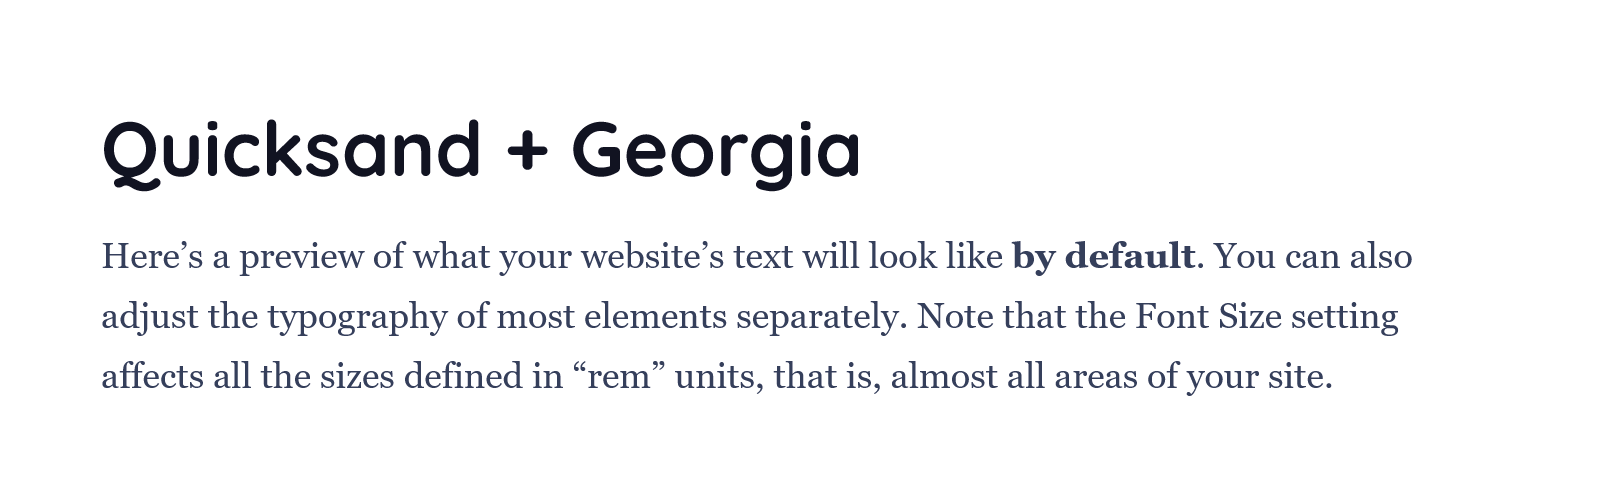 Quicksand + Georgia
Here’s a preview of what your website’s text will look like by default. You can also
adjust the typography of most elements separately. Note that the Font Size setting
affects all the sizes defined in “rem” units, that is, almost all areas of your site.